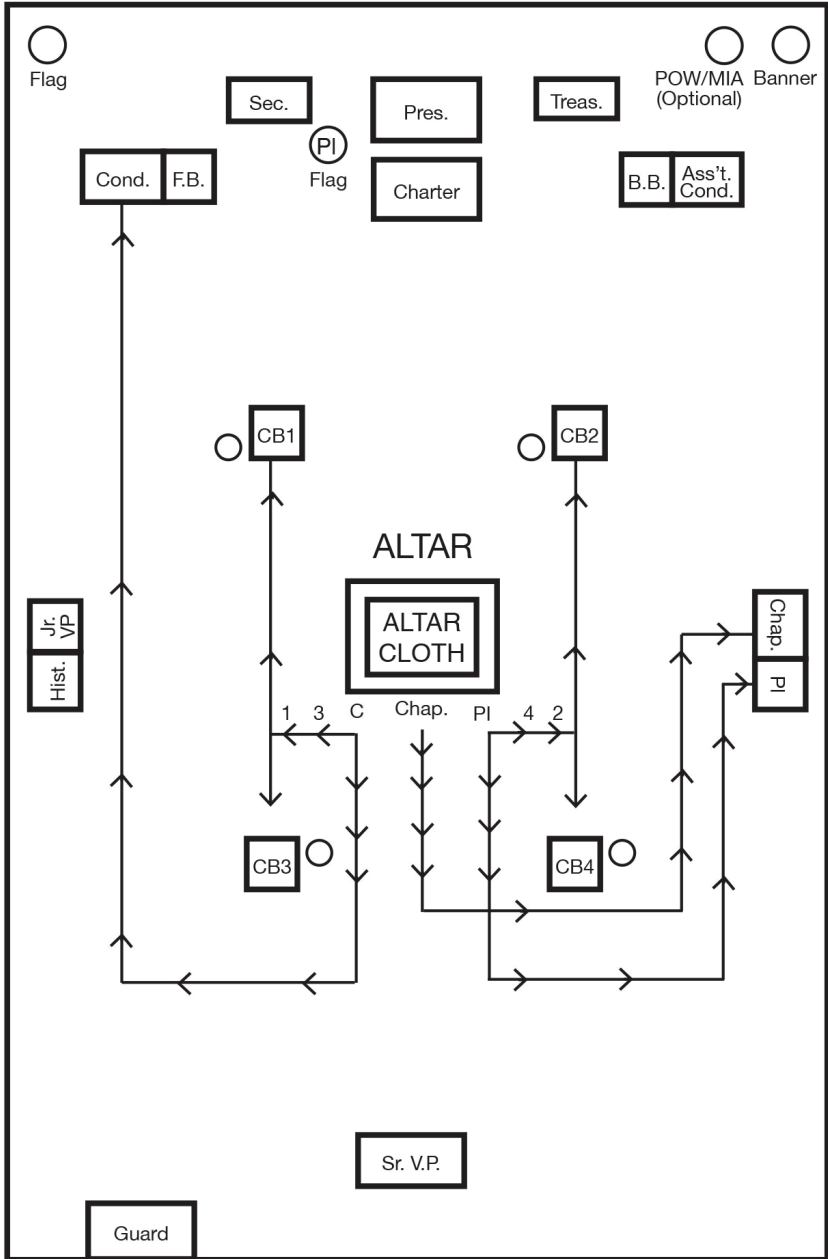 Flag
Sec.
Pres.
Treas.
POW/MIA
(Optional)
Banner
PI
Flag
Charter
Cond.
F.B.
B.B.
Ass't.
Cond.
CB1
CB2
ALTAR
ALTAR
CLOTH
Jr.
VP
Hist.
Chap.
PI
1 3 C Chap. PI 4 2
CB3
CB4
Sr. V.P.
Guard